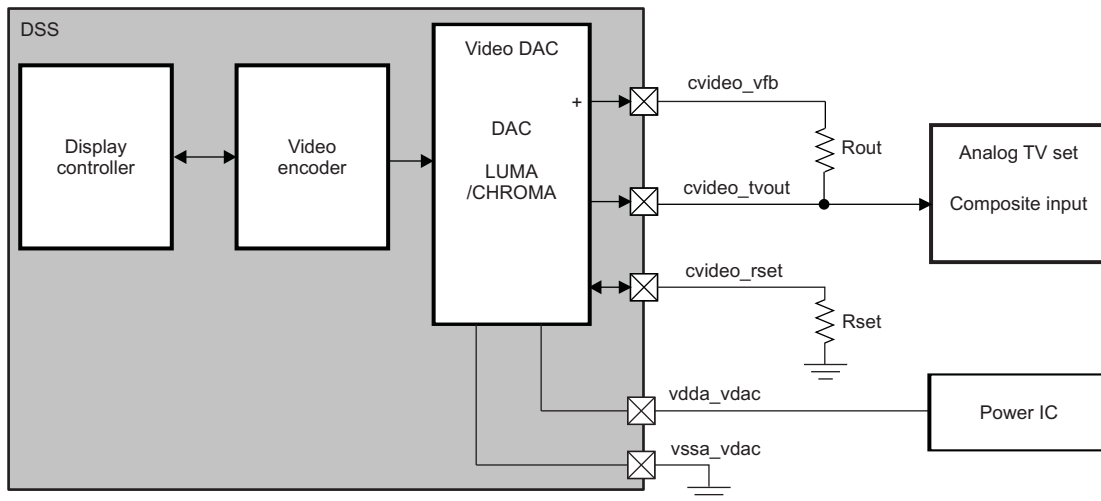 DSS
Display
controller
Video
encoder
Video DAC
+
DAC
LUMA
/CHROMA
cvideo_vfb
Rout
cvideo_tvout
Analog TV set
Composite input
cvideo_rset
Rset
vdda_vdac
Power IC
vssa_vdac